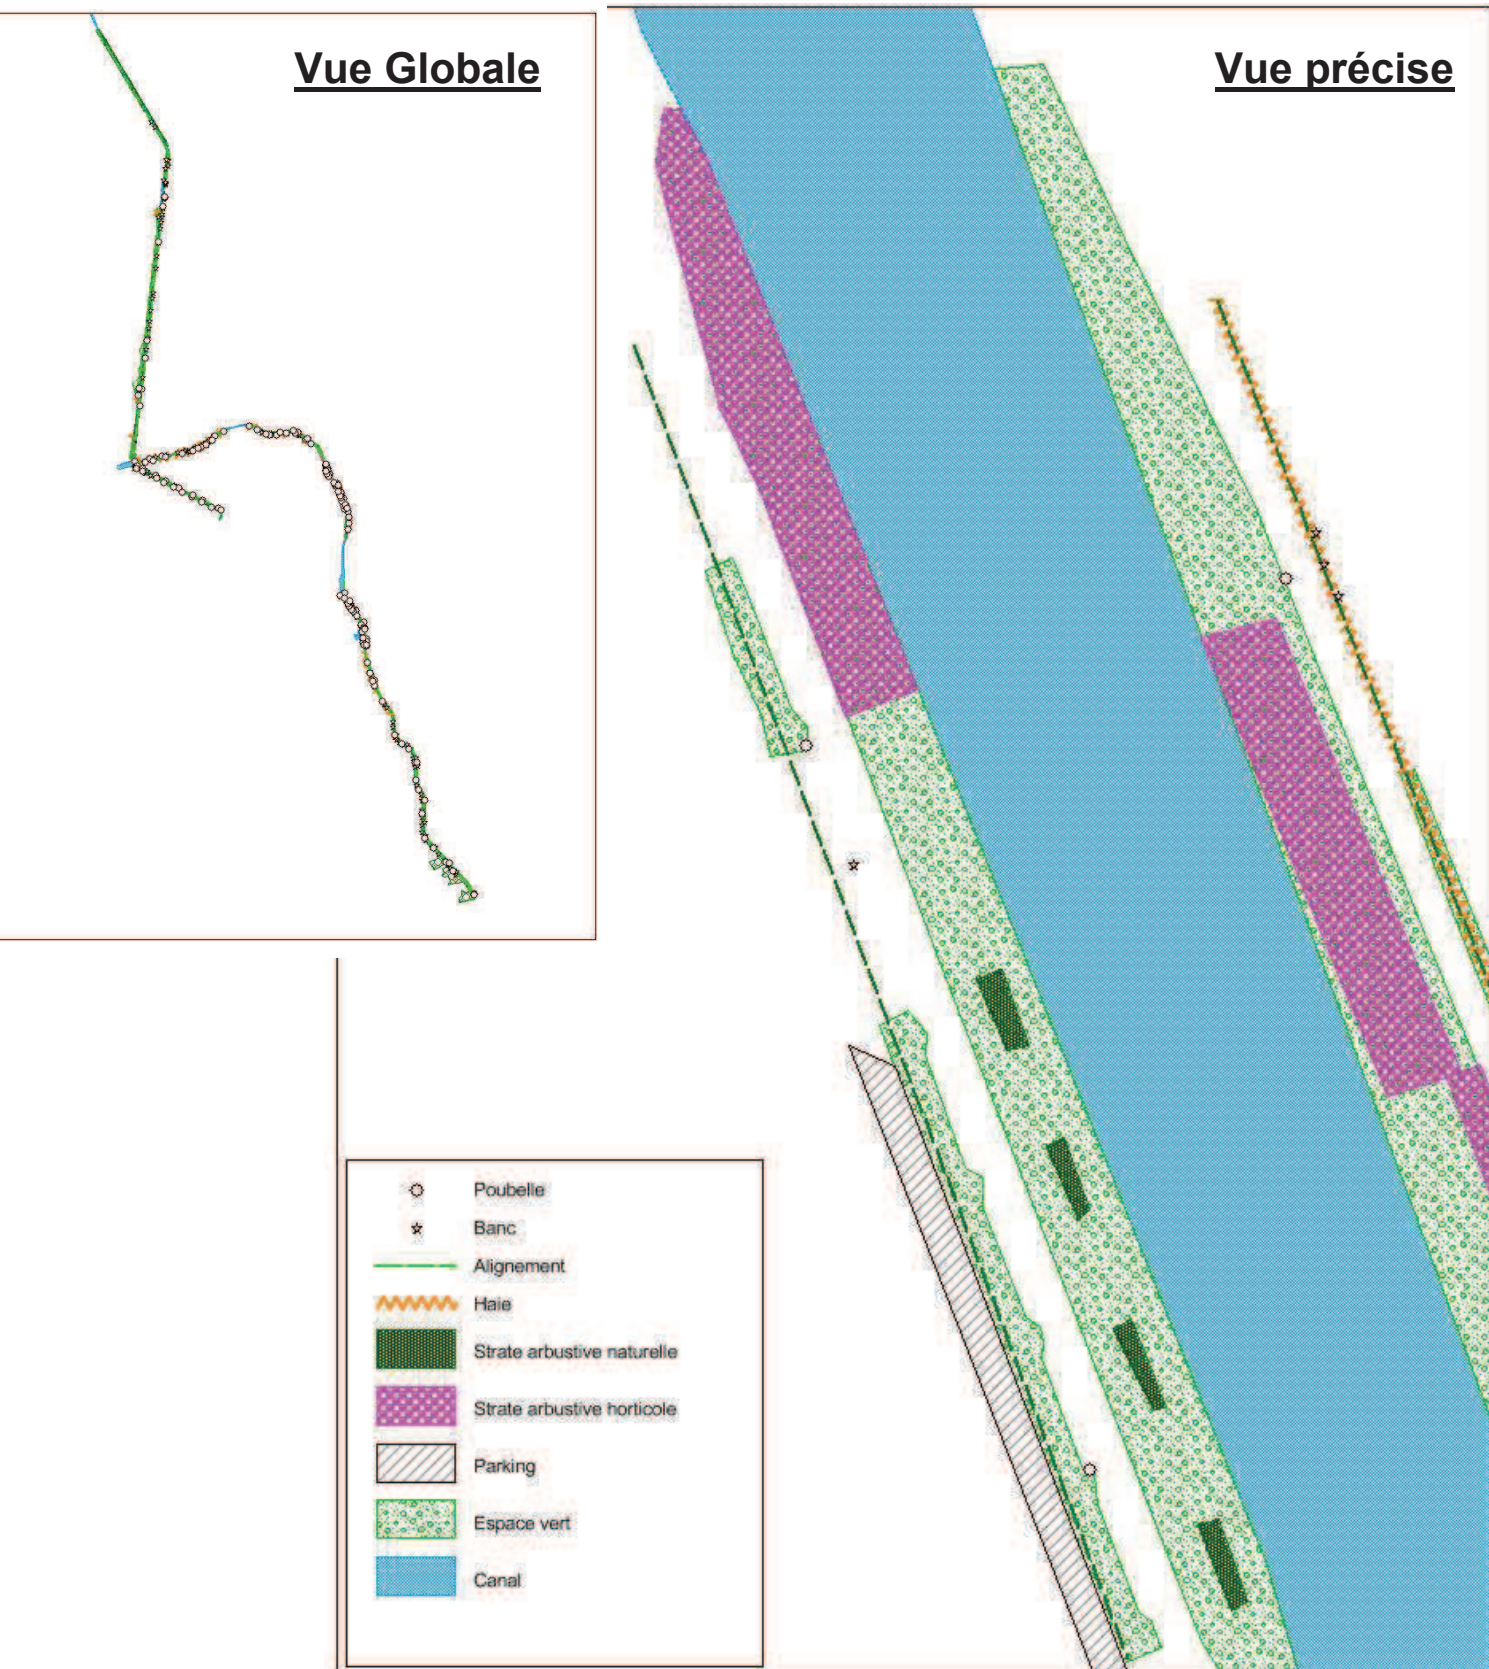 Vue Globale
Vue précise
Poubelle
Banc
Alignement
Haie
Strate arbustive naturelle
Strate arbustive horticole
Parking
Espace vert
Canal